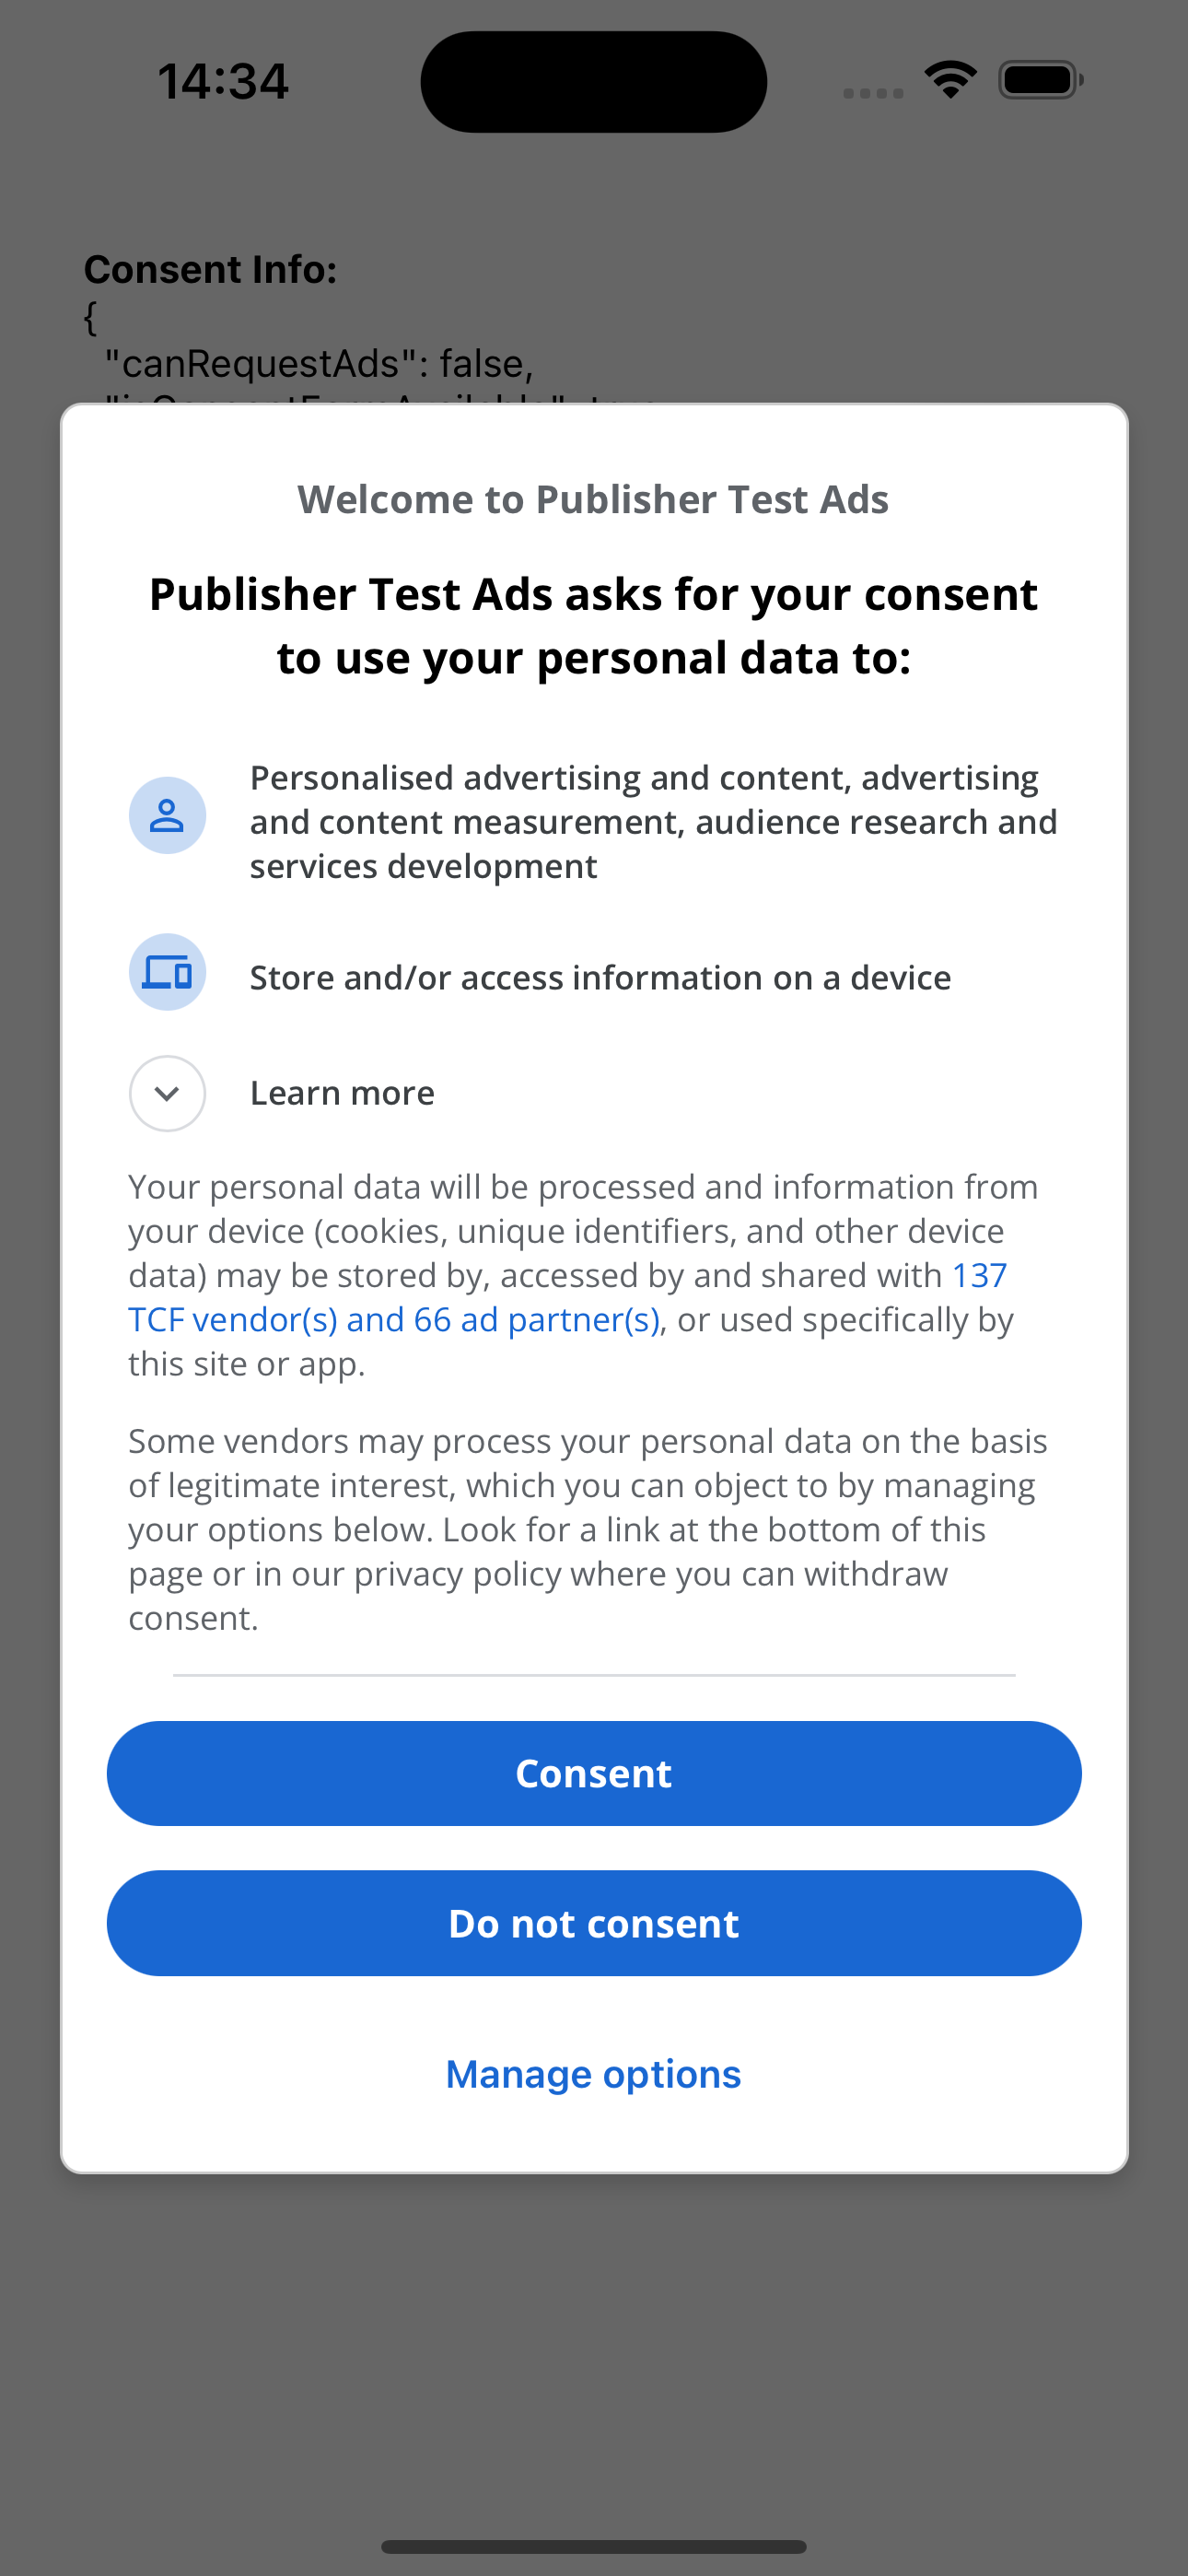 14:34
Consent Info:
{
"canRequestAds": false,
Welcome to Publisher Test Ads
Publisher Test Ads asks for your consent
to use your personal data to:
Personalised advertising and content, advertising
and content measurement, audience research and
services development
Store and/or access information on a device
Learn more
Your personal data will be processed and information from
your device (cookies, unique identifiers, and other device
data) may be stored by, accessed by and shared with 137
TCF vendor(s) and 66 ad partner(s), or used specifically by
this site or app.
Some vendors may process your personal data on the basis
of legitimate interest, which you can object to by managing
your options below. Look for a link at the bottom of this
page or in our privacy policy where you can withdraw
consent.
Consent
Do not consent
Manage options